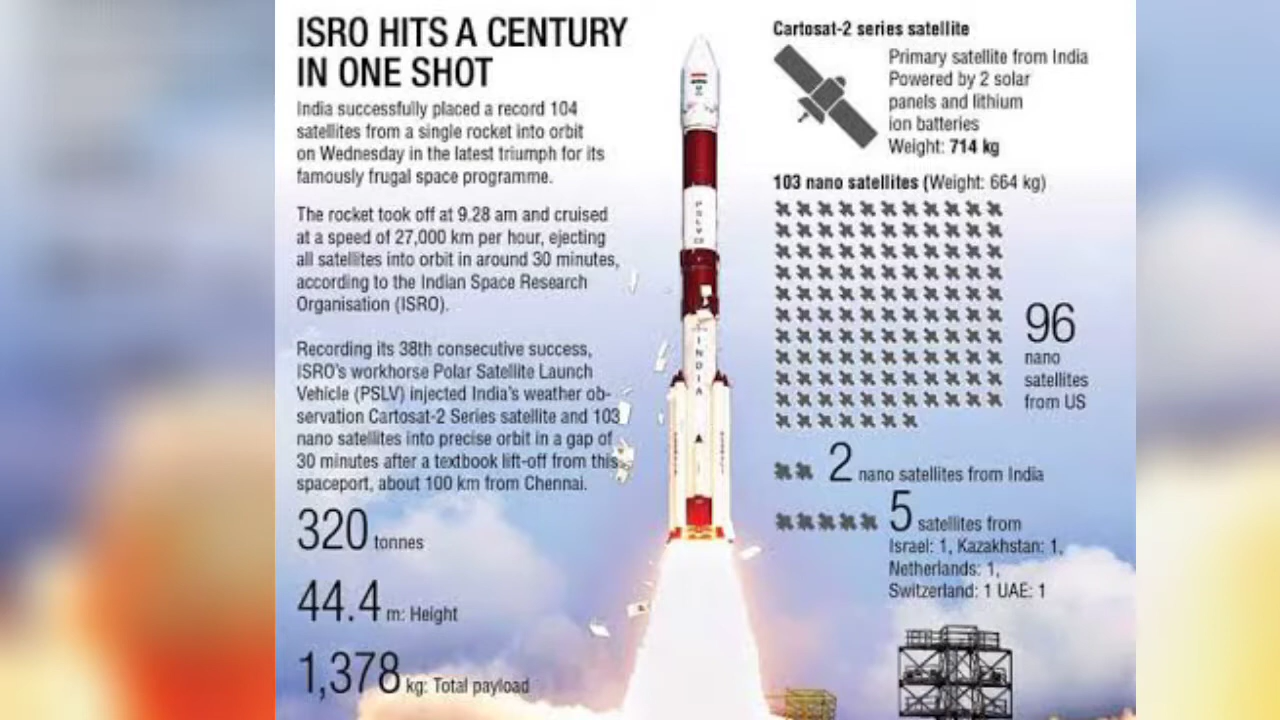 ISRO HITS A CENTURY
IN ONE SHOT
India successfully placed a record 104
satellites from a single rocket into orbit
on Wednesday in the latest triumph for its
famously frugal space programme.
The rocket took off at 9.28 am and cruised
at a speed of 27,000 km per hour, ejecting
all satellites into orbit in around 30 minutes,
according to the Indian Space Research
Organisation (ISRO).
Recording its 38th consecutive success,
ISRO's workhorse Polar Satellite Launch
Vehicle (PSLV) injected India's weather ob-
servation Cartosat-2 Series satellite and 103
nano satellites into precise orbit in a gap of
30 minutes after a textbook lift-off from this
spaceport, about 100 km from Chennai.
320 tonnes
44.4 m: Height
1,378 kg: Total payload
PSLV
INDIA
Cartosat-2 series satellite
Primary satellite from India
Powered by 2 solar
panels and lithium
ion batteries
Weight: 714 kg
103 nano satellites (Weight: 664 kg)
96
nano
satellites
from US
2 nano satellites from India
5 satellites from
Israel: 1, Kazakhstan: 1,
Netherlands: 1,
Switzerland: 1 UAE: 1